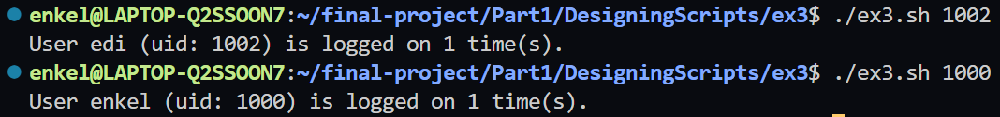 enkel@LAPTOP-Q2SSOON7:~/final-project/Part1/DesigningScripts/ex3$ ./ex3.sh 1002
User edi (uid: 1002) is logged on 1 time(s).
enkel@LAPTOP-Q2SSOON7:~/final-project/Part1/DesigningScripts/ex3$ ./ex3.sh 1000
User enkel (uid: 1000) is logged on 1 time(s).